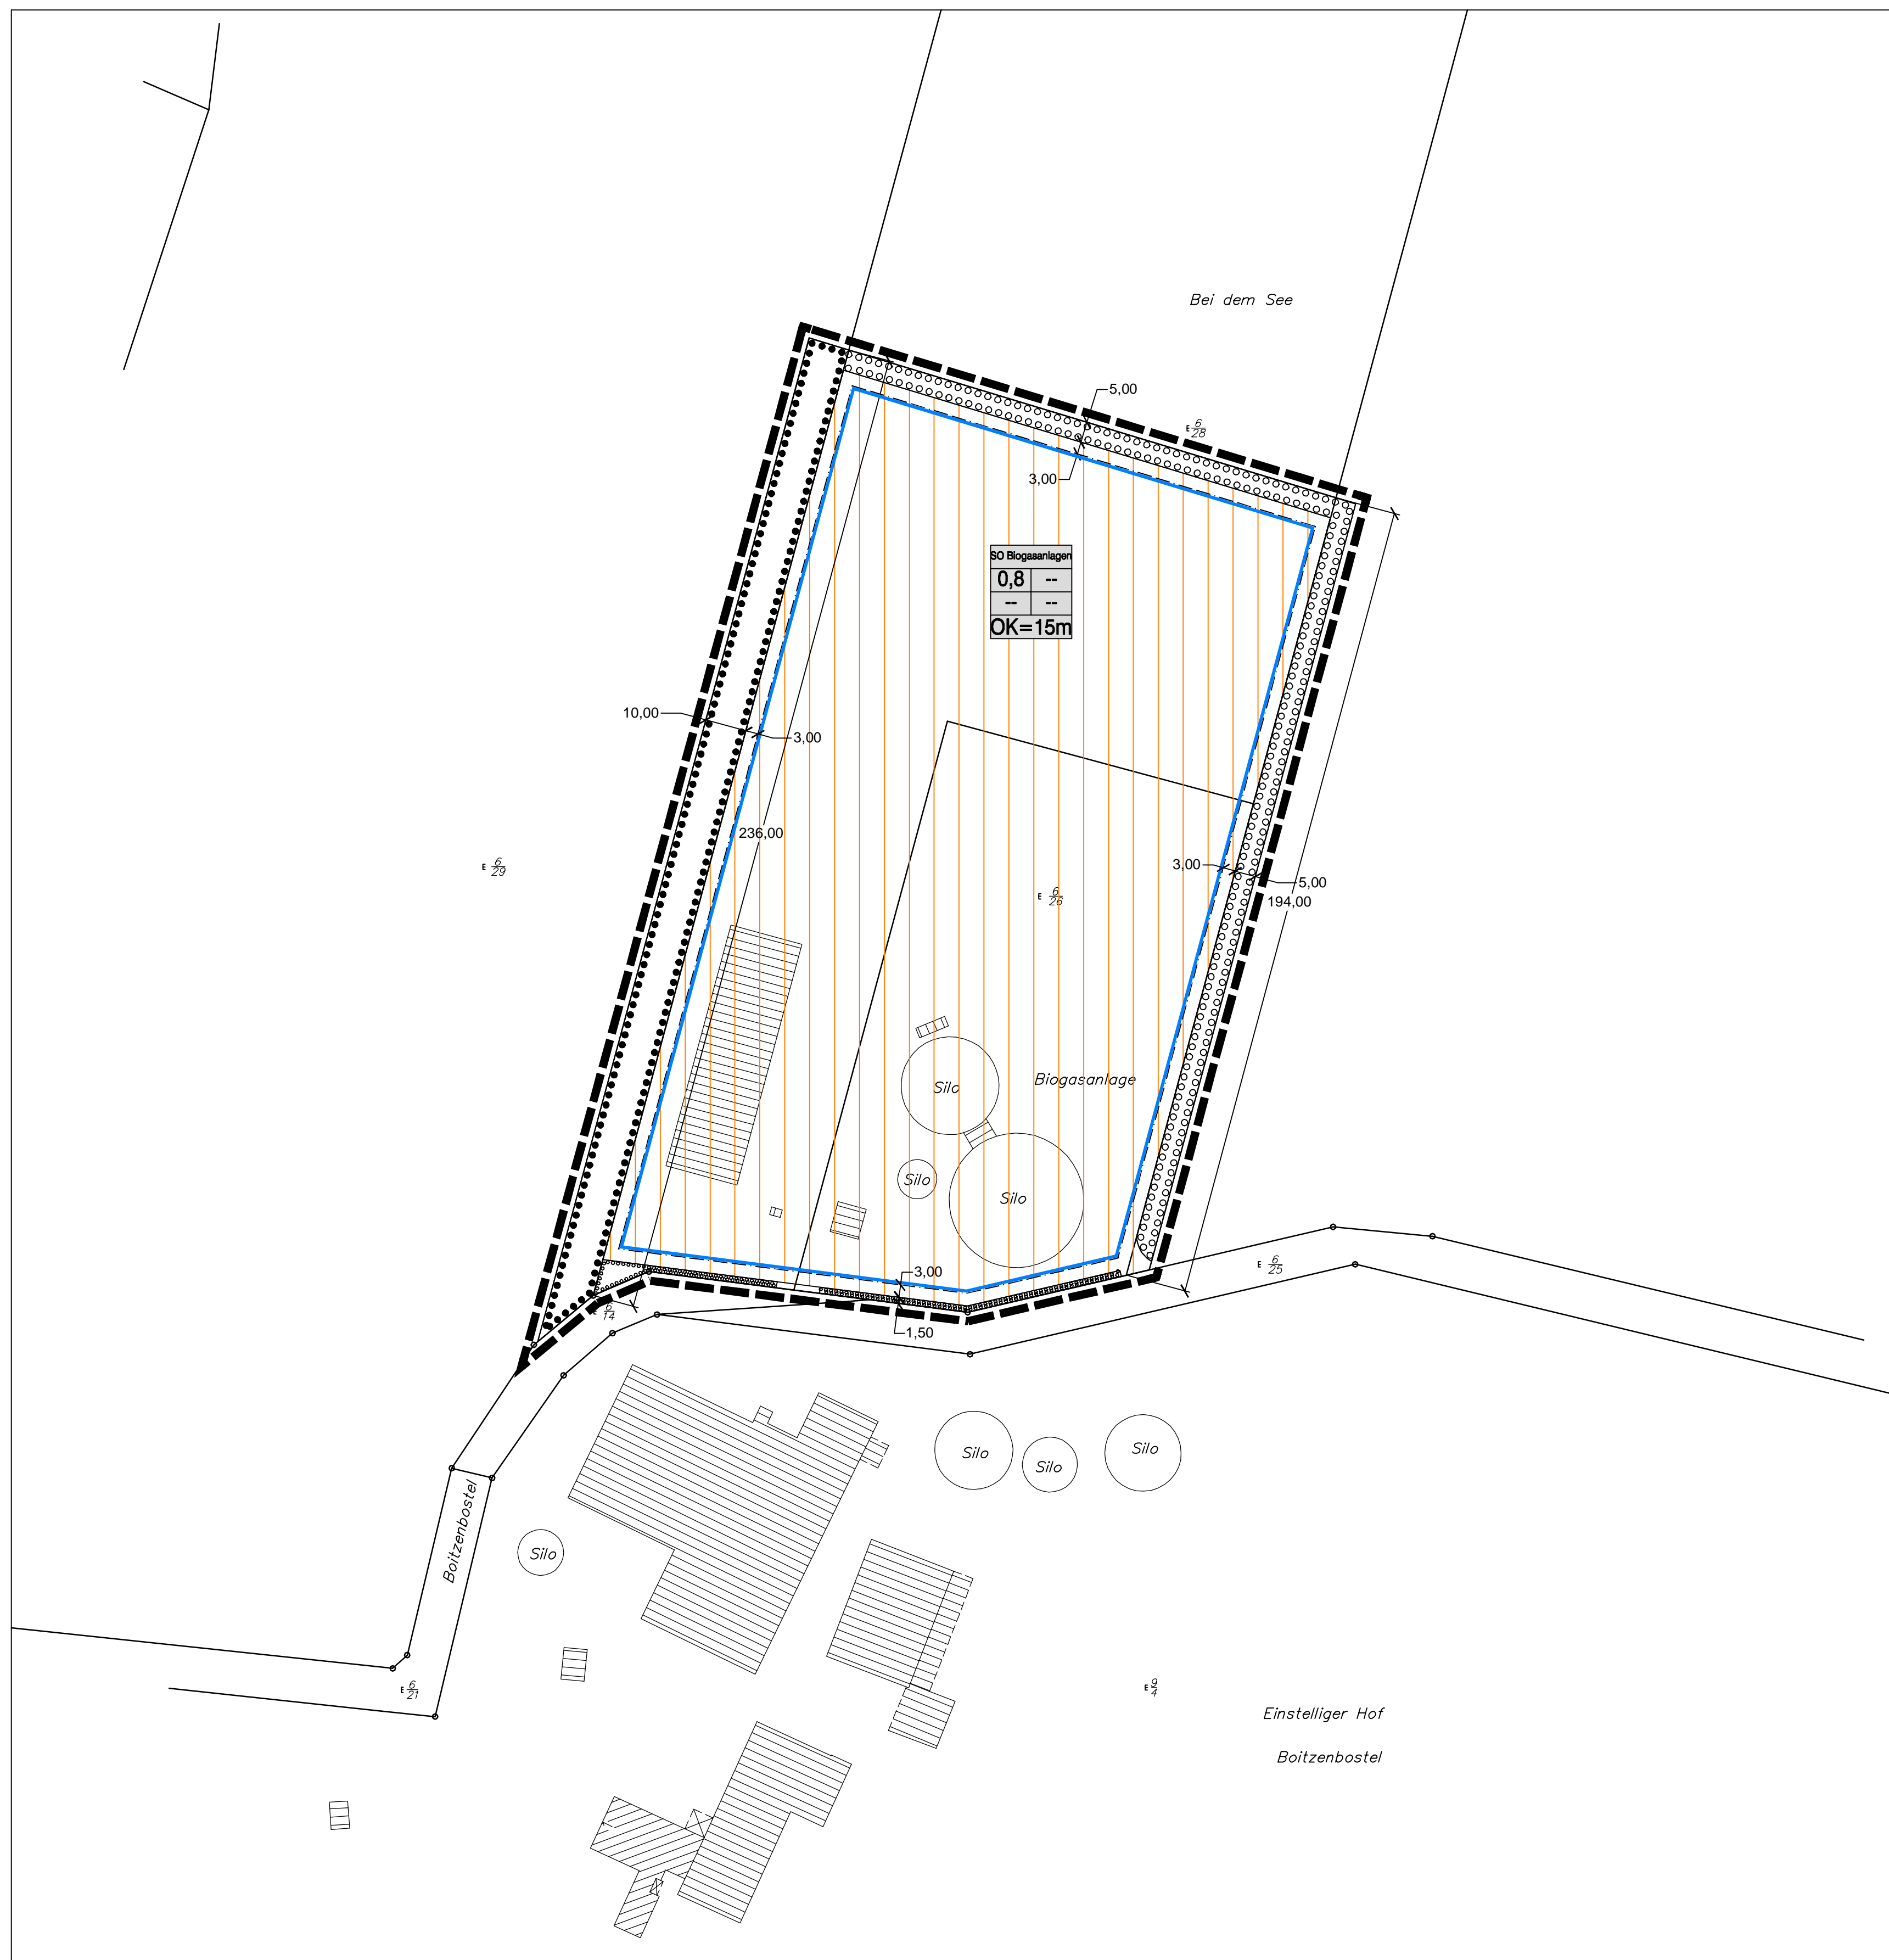 Bei dem See
5,00
E 6/28
3,00
SO Biogasanlagen
0,8 --
-- --
OK=15m
10,00
3,00
236,00
E 6/29
3,00
5,00
E 6/26
194,00
Silo
Biogasanlage
Silo
Silo
3,00
E 6/25
E 6/14
1,50
Silo
Silo
Silo
Boitzenbostel
Silo
E 6/21
E 9/4
Einstelliger Hof
Boitzenbostel